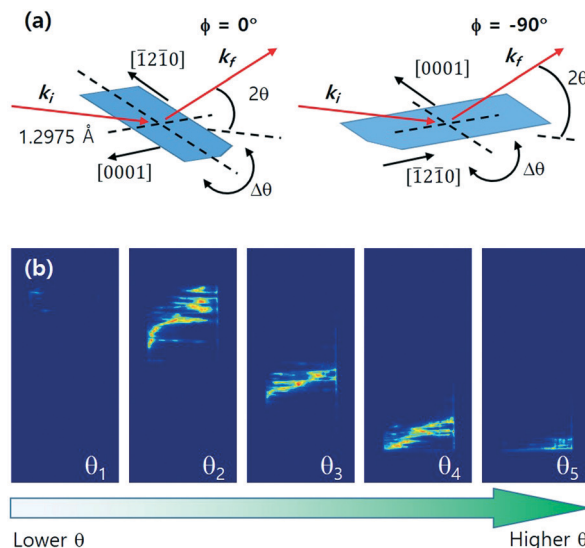 (a)
ϕ = 0°
ϕ = -90°
[1̅21̅0]
k_f
[0001]
k_f
k_i
2θ
k_i
2θ
1.2975 Å
[0001]
Δθ
[1̅21̅0]
Δθ
(b)
θ₁
θ₂
θ₃
θ₄
θ₅
Lower θ
Higher θ